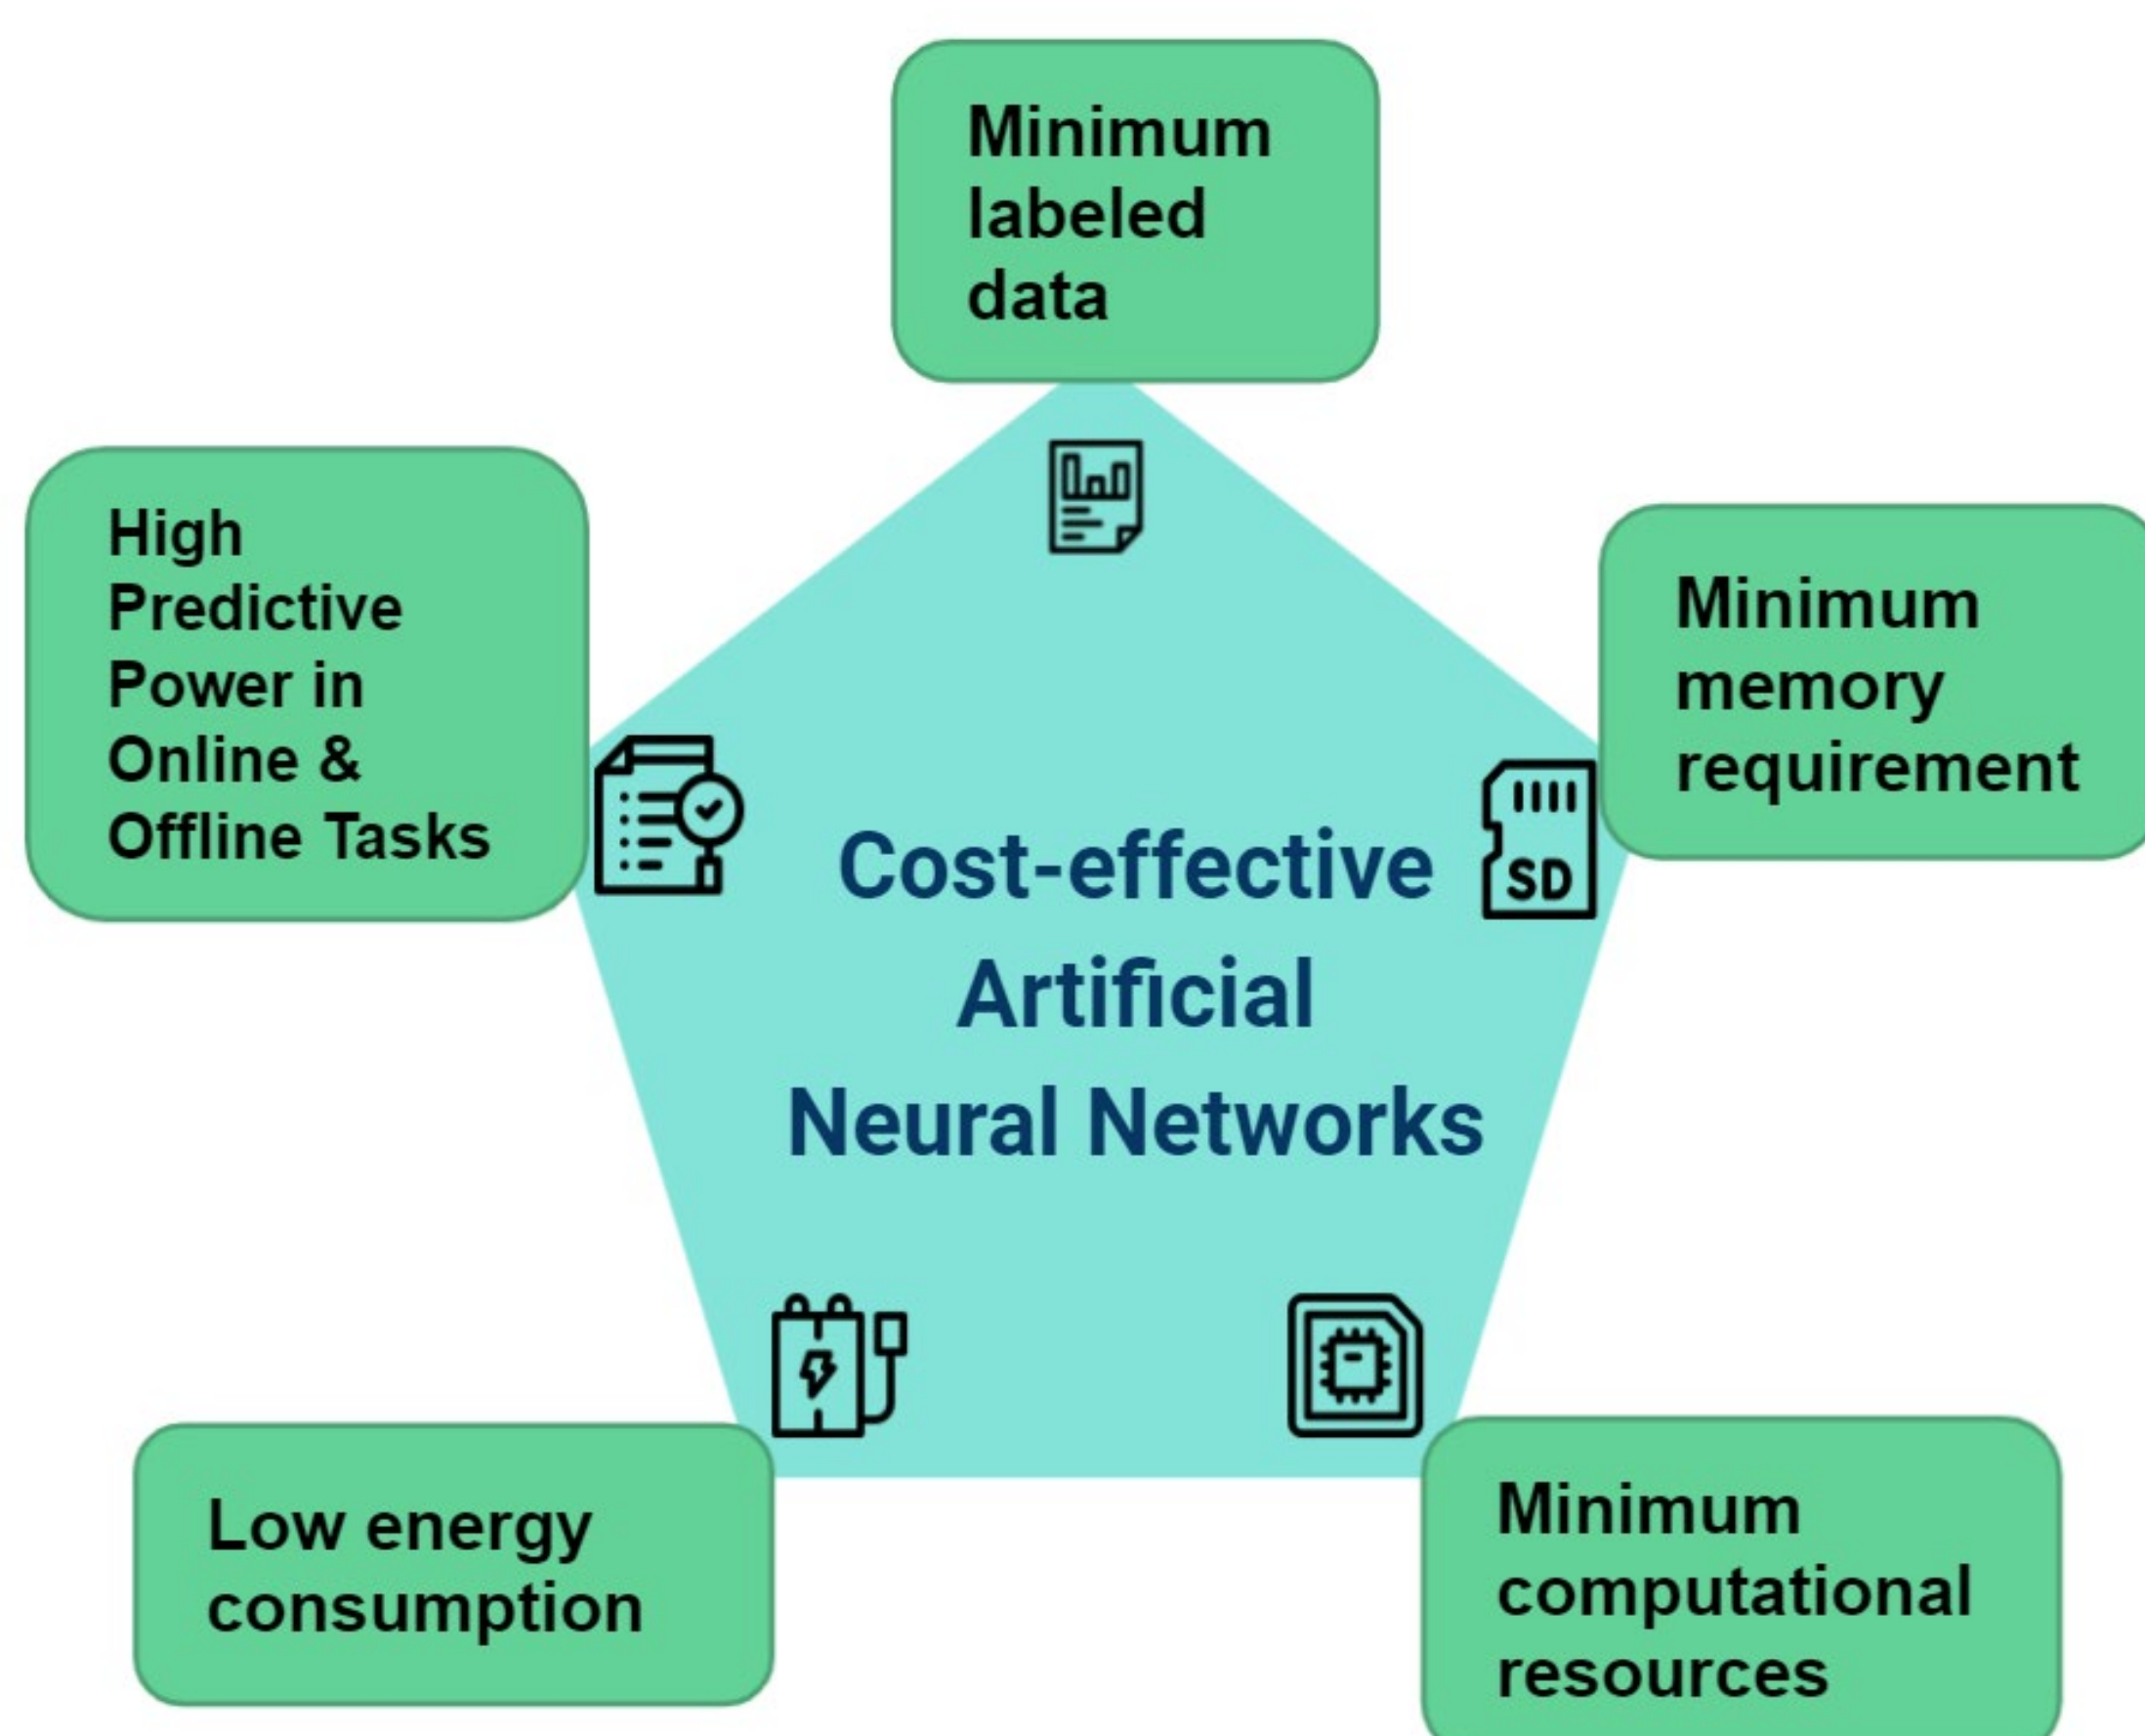 Minimum
labeled
data
High
Predictive
Power in
Online &
Offline Tasks
Minimum
memory
requirement
SD
Cost-effective
Artificial
Neural Networks
Low energy
consumption
Minimum
computational
resources